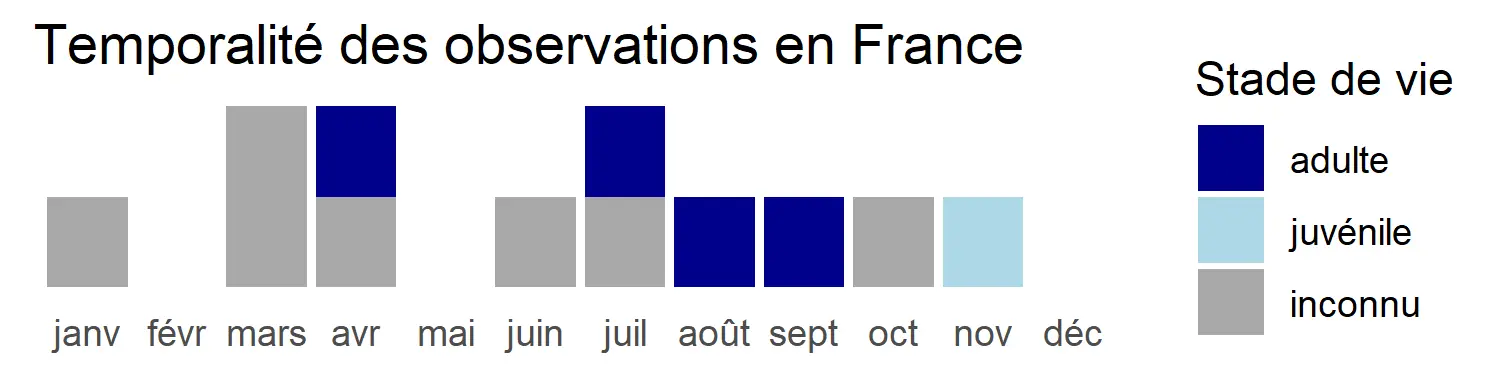 Temporalité des observations en France
Stade de vie
adulte
juvénile
inconnu
janv févr mars avr mai juin juil août sept oct nov déc